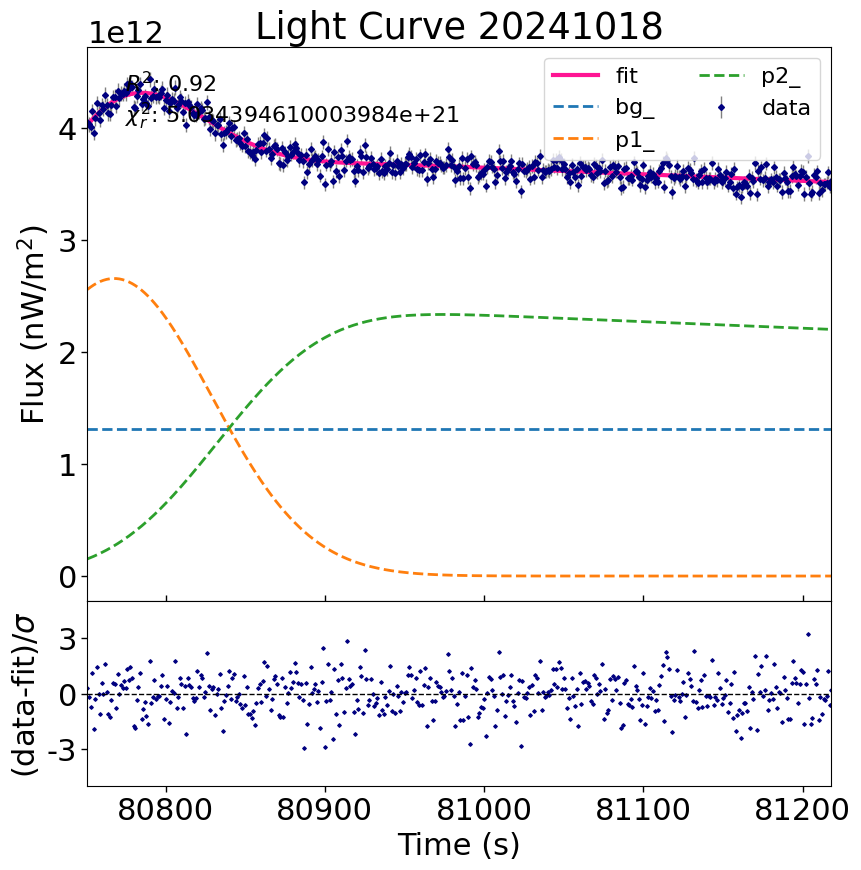 Light Curve 20241018
1e12
R²: 0.92
χ²ᵣ: 5.034394610003984e+21
fit
bg_
p1_
p2_
data
4
3
2
1
0
Flux (nW/m²)
3
0
-3
(data-fit)/σ
80800 80900 81000 81100 81200
Time (s)